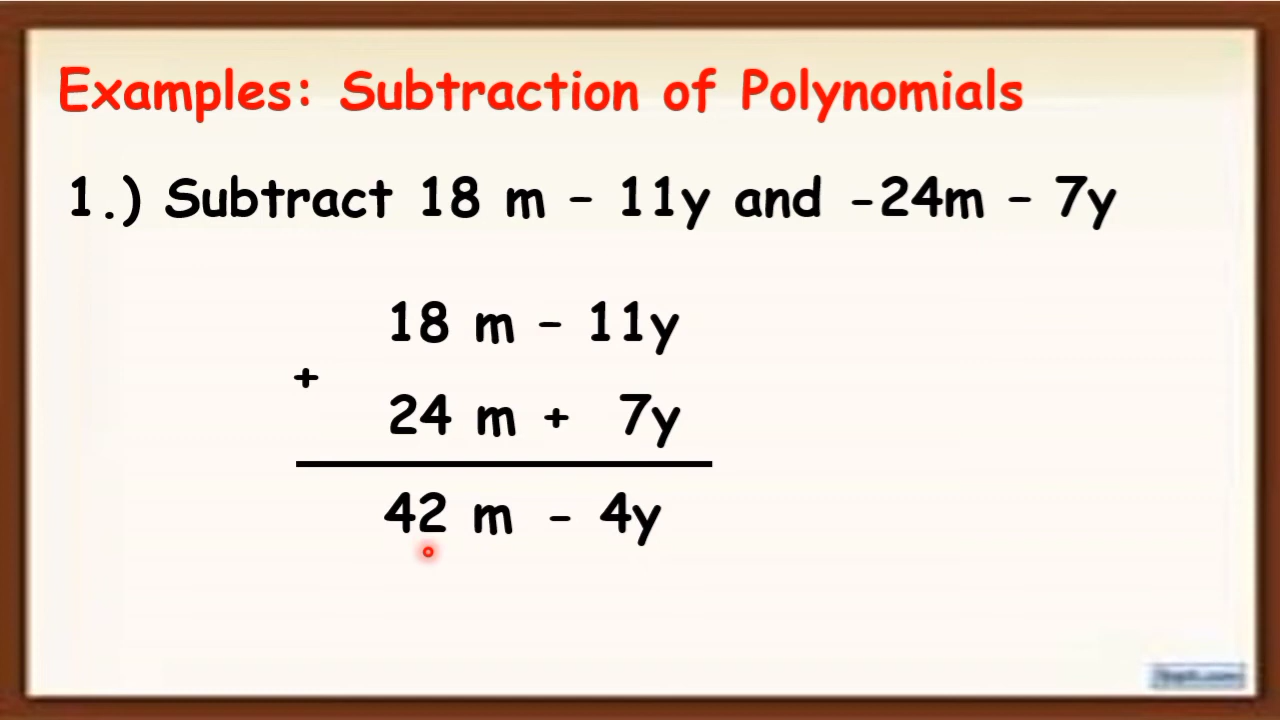 Examples: Subtraction of Polynomials
1.) Subtract 18 m – 11y and -24m – 7y
18 m – 11y
+
24 m + 7y
42 m - 4y